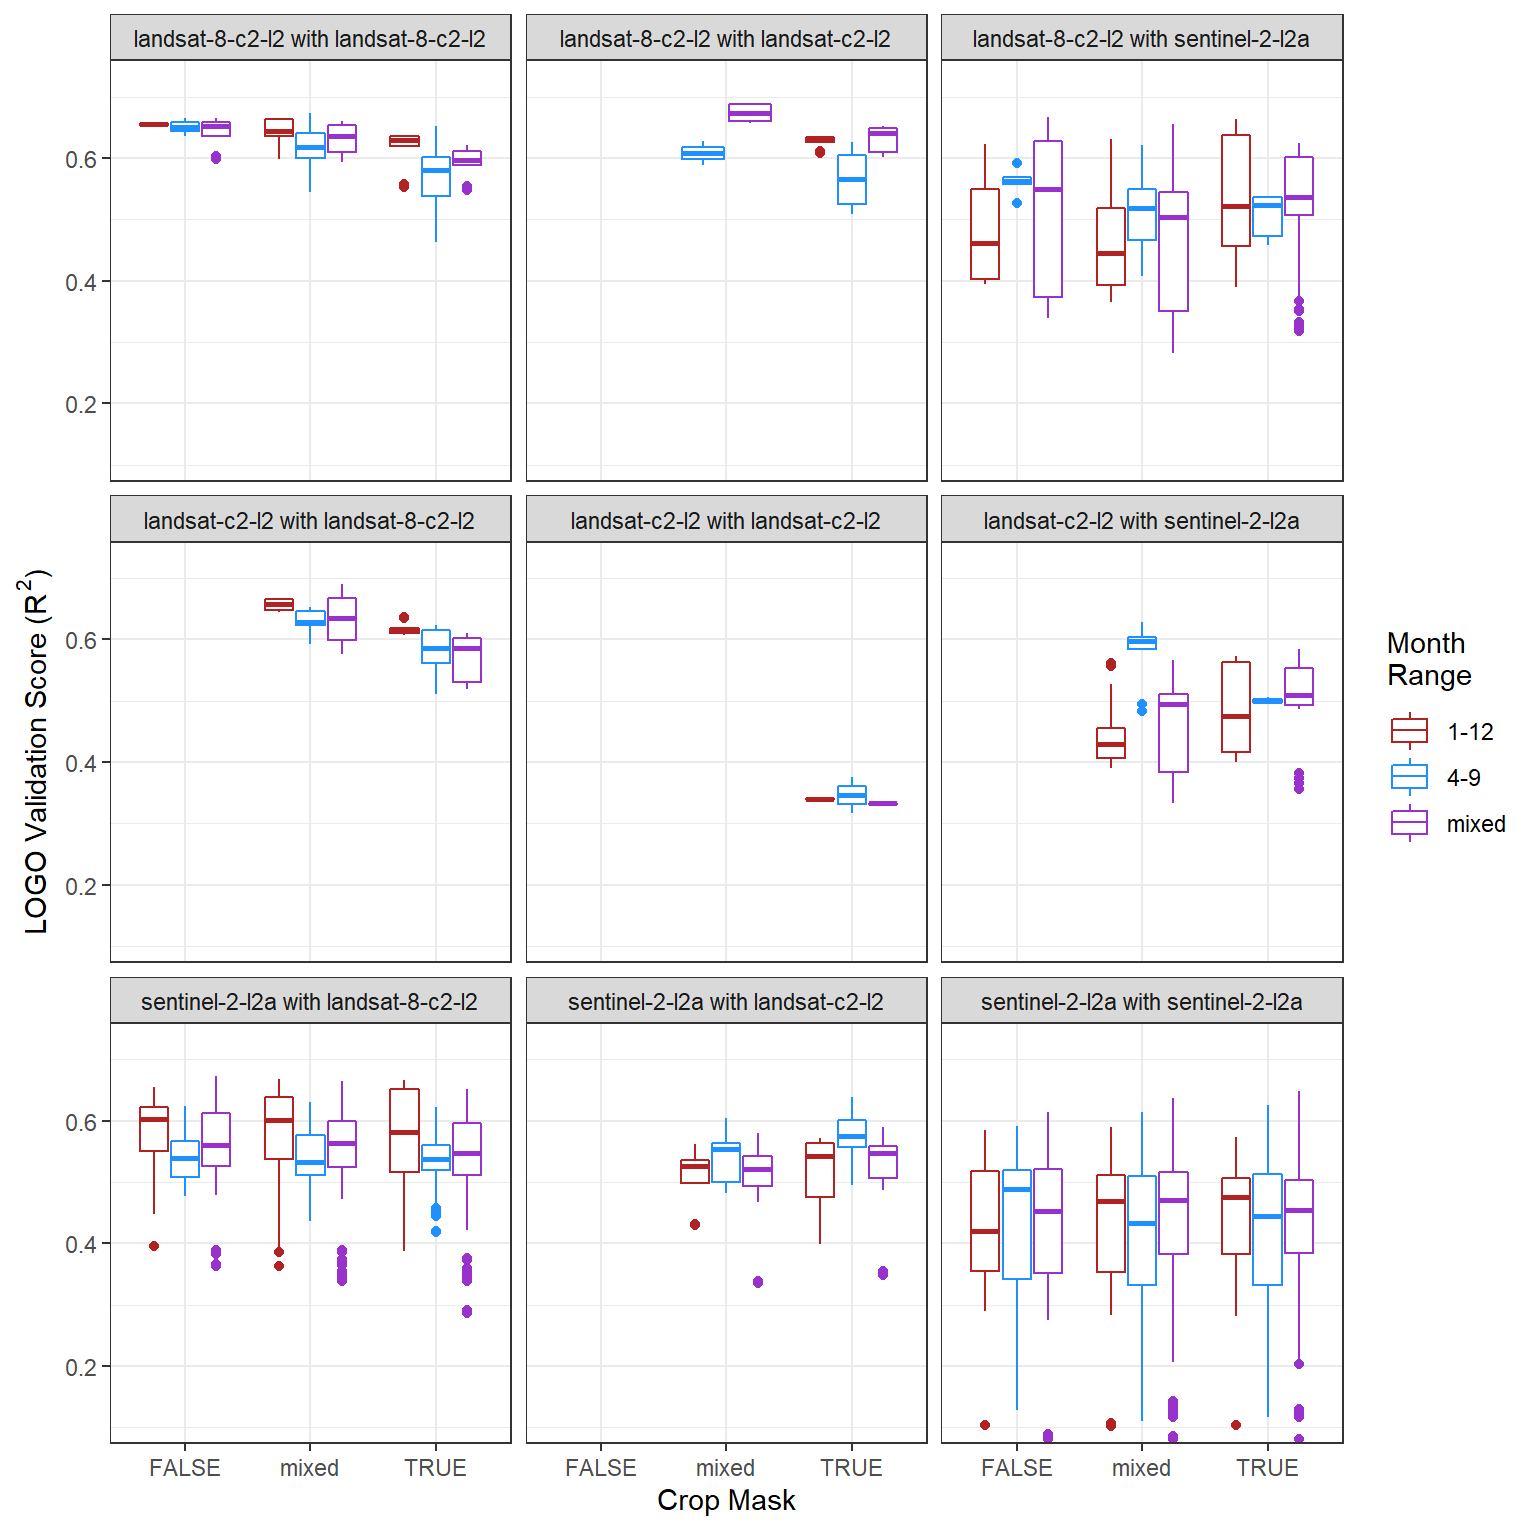 landsat-8-c2-l2 with landsat-8-c2-l2
landsat-8-c2-l2 with landsat-c2-l2
landsat-8-c2-l2 with sentinel-2-l2a
0.6
0.4
0.2
landsat-c2-l2 with landsat-8-c2-l2
landsat-c2-l2 with landsat-c2-l2
landsat-c2-l2 with sentinel-2-l2a
0.6
0.4
0.2
sentinel-2-l2a with landsat-8-c2-l2
sentinel-2-l2a with landsat-c2-l2
sentinel-2-l2a with sentinel-2-l2a
0.6
0.4
0.2
FALSE mixed TRUE
FALSE mixed TRUE
FALSE mixed TRUE
Crop Mask
LOGO Validation Score (R²)
Month
Range
1-12
4-9
mixed